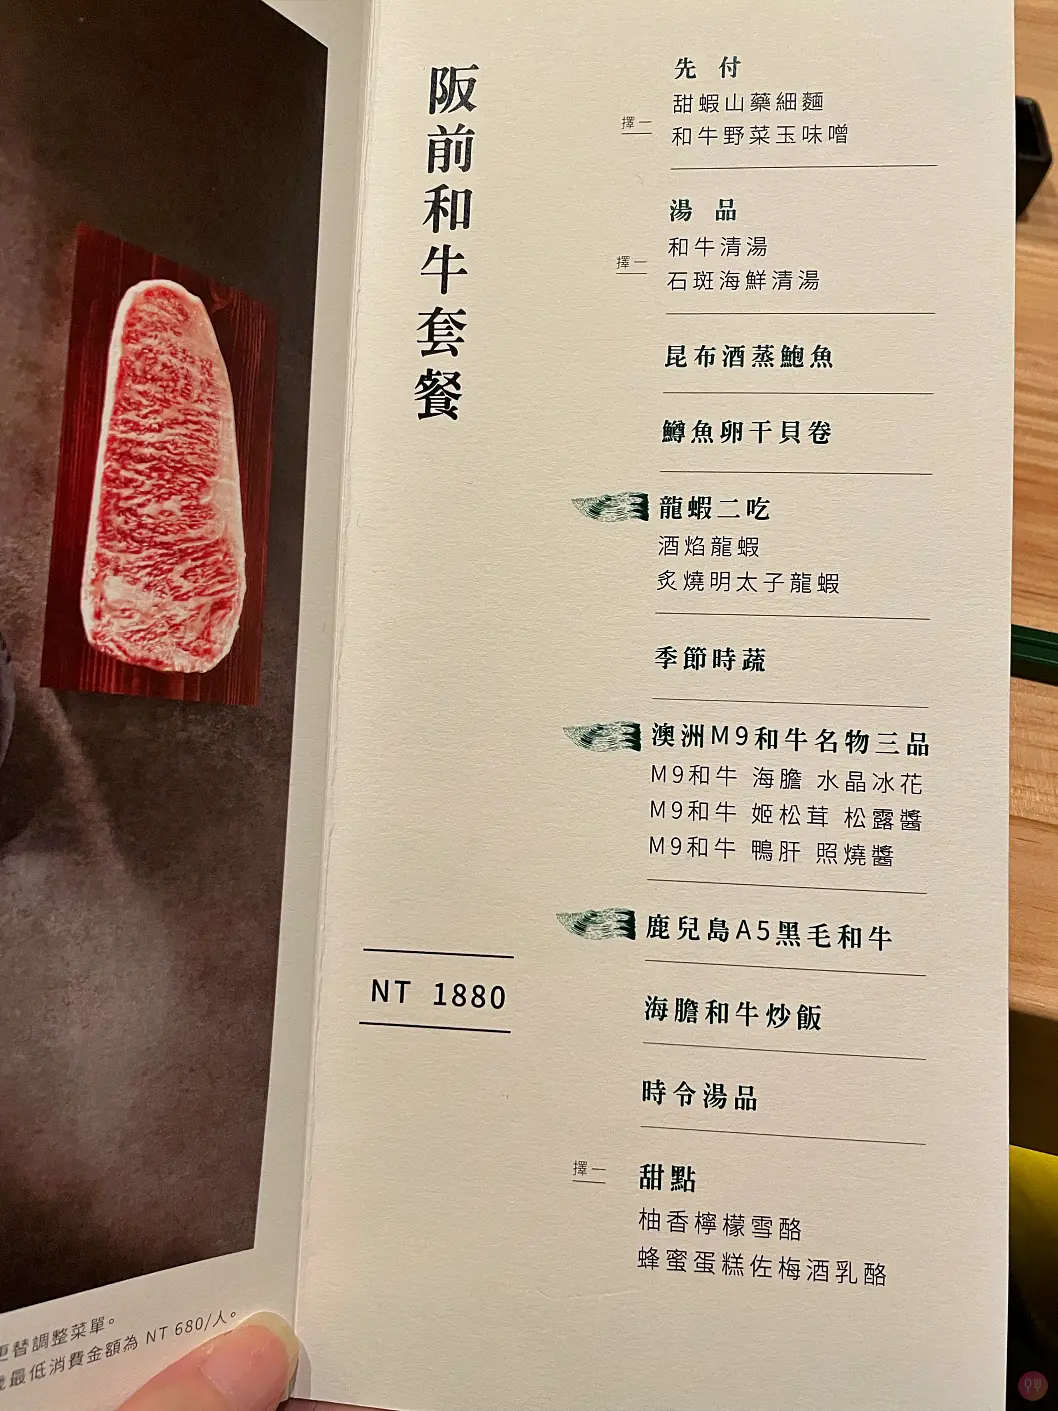 阪前和牛套餐
NT 1880
先付
擇一
甜蝦山藥細麵
和牛野菜玉味噌
湯品
擇一
和牛清湯
石斑海鮮清湯
昆布酒蒸鮑魚
鱒魚卵干貝卷
龍蝦二吃
酒焰龍蝦
炙燒明太子龍蝦
季節時蔬
澳洲M9和牛名物三品
M9和牛 海膽 水晶冰花
M9和牛 姬松茸 松露醬
M9和牛 鴨肝 照燒醬
鹿兒島A5黑毛和牛
海膽和牛炒飯
時令湯品
擇一
甜點
柚香檸檬雪酪
蜂蜜蛋糕佐梅酒乳酪
更替調整菜單。
最低消費金額為 NT 680/人。